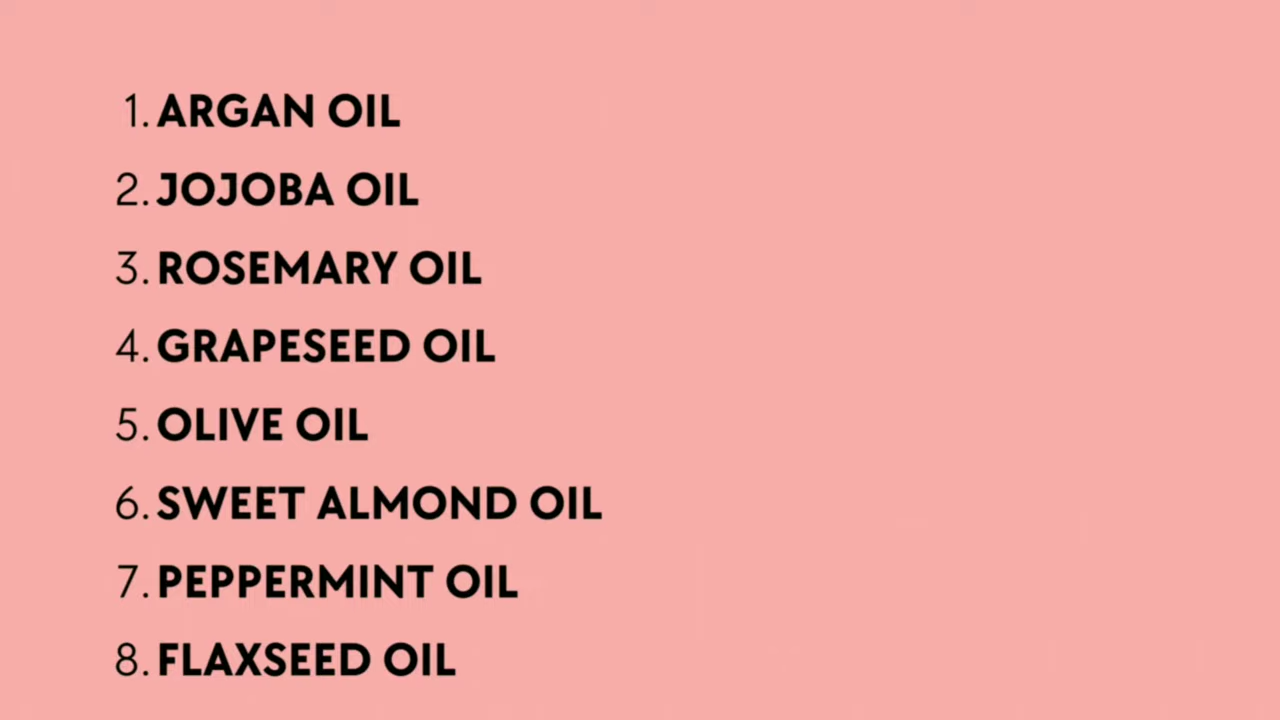 1. ARGAN OIL
2. JOJOBA OIL
3. ROSEMARY OIL
4. GRAPESEED OIL
5. OLIVE OIL
6. SWEET ALMOND OIL
7. PEPPERMINT OIL
8. FLAXSEED OIL